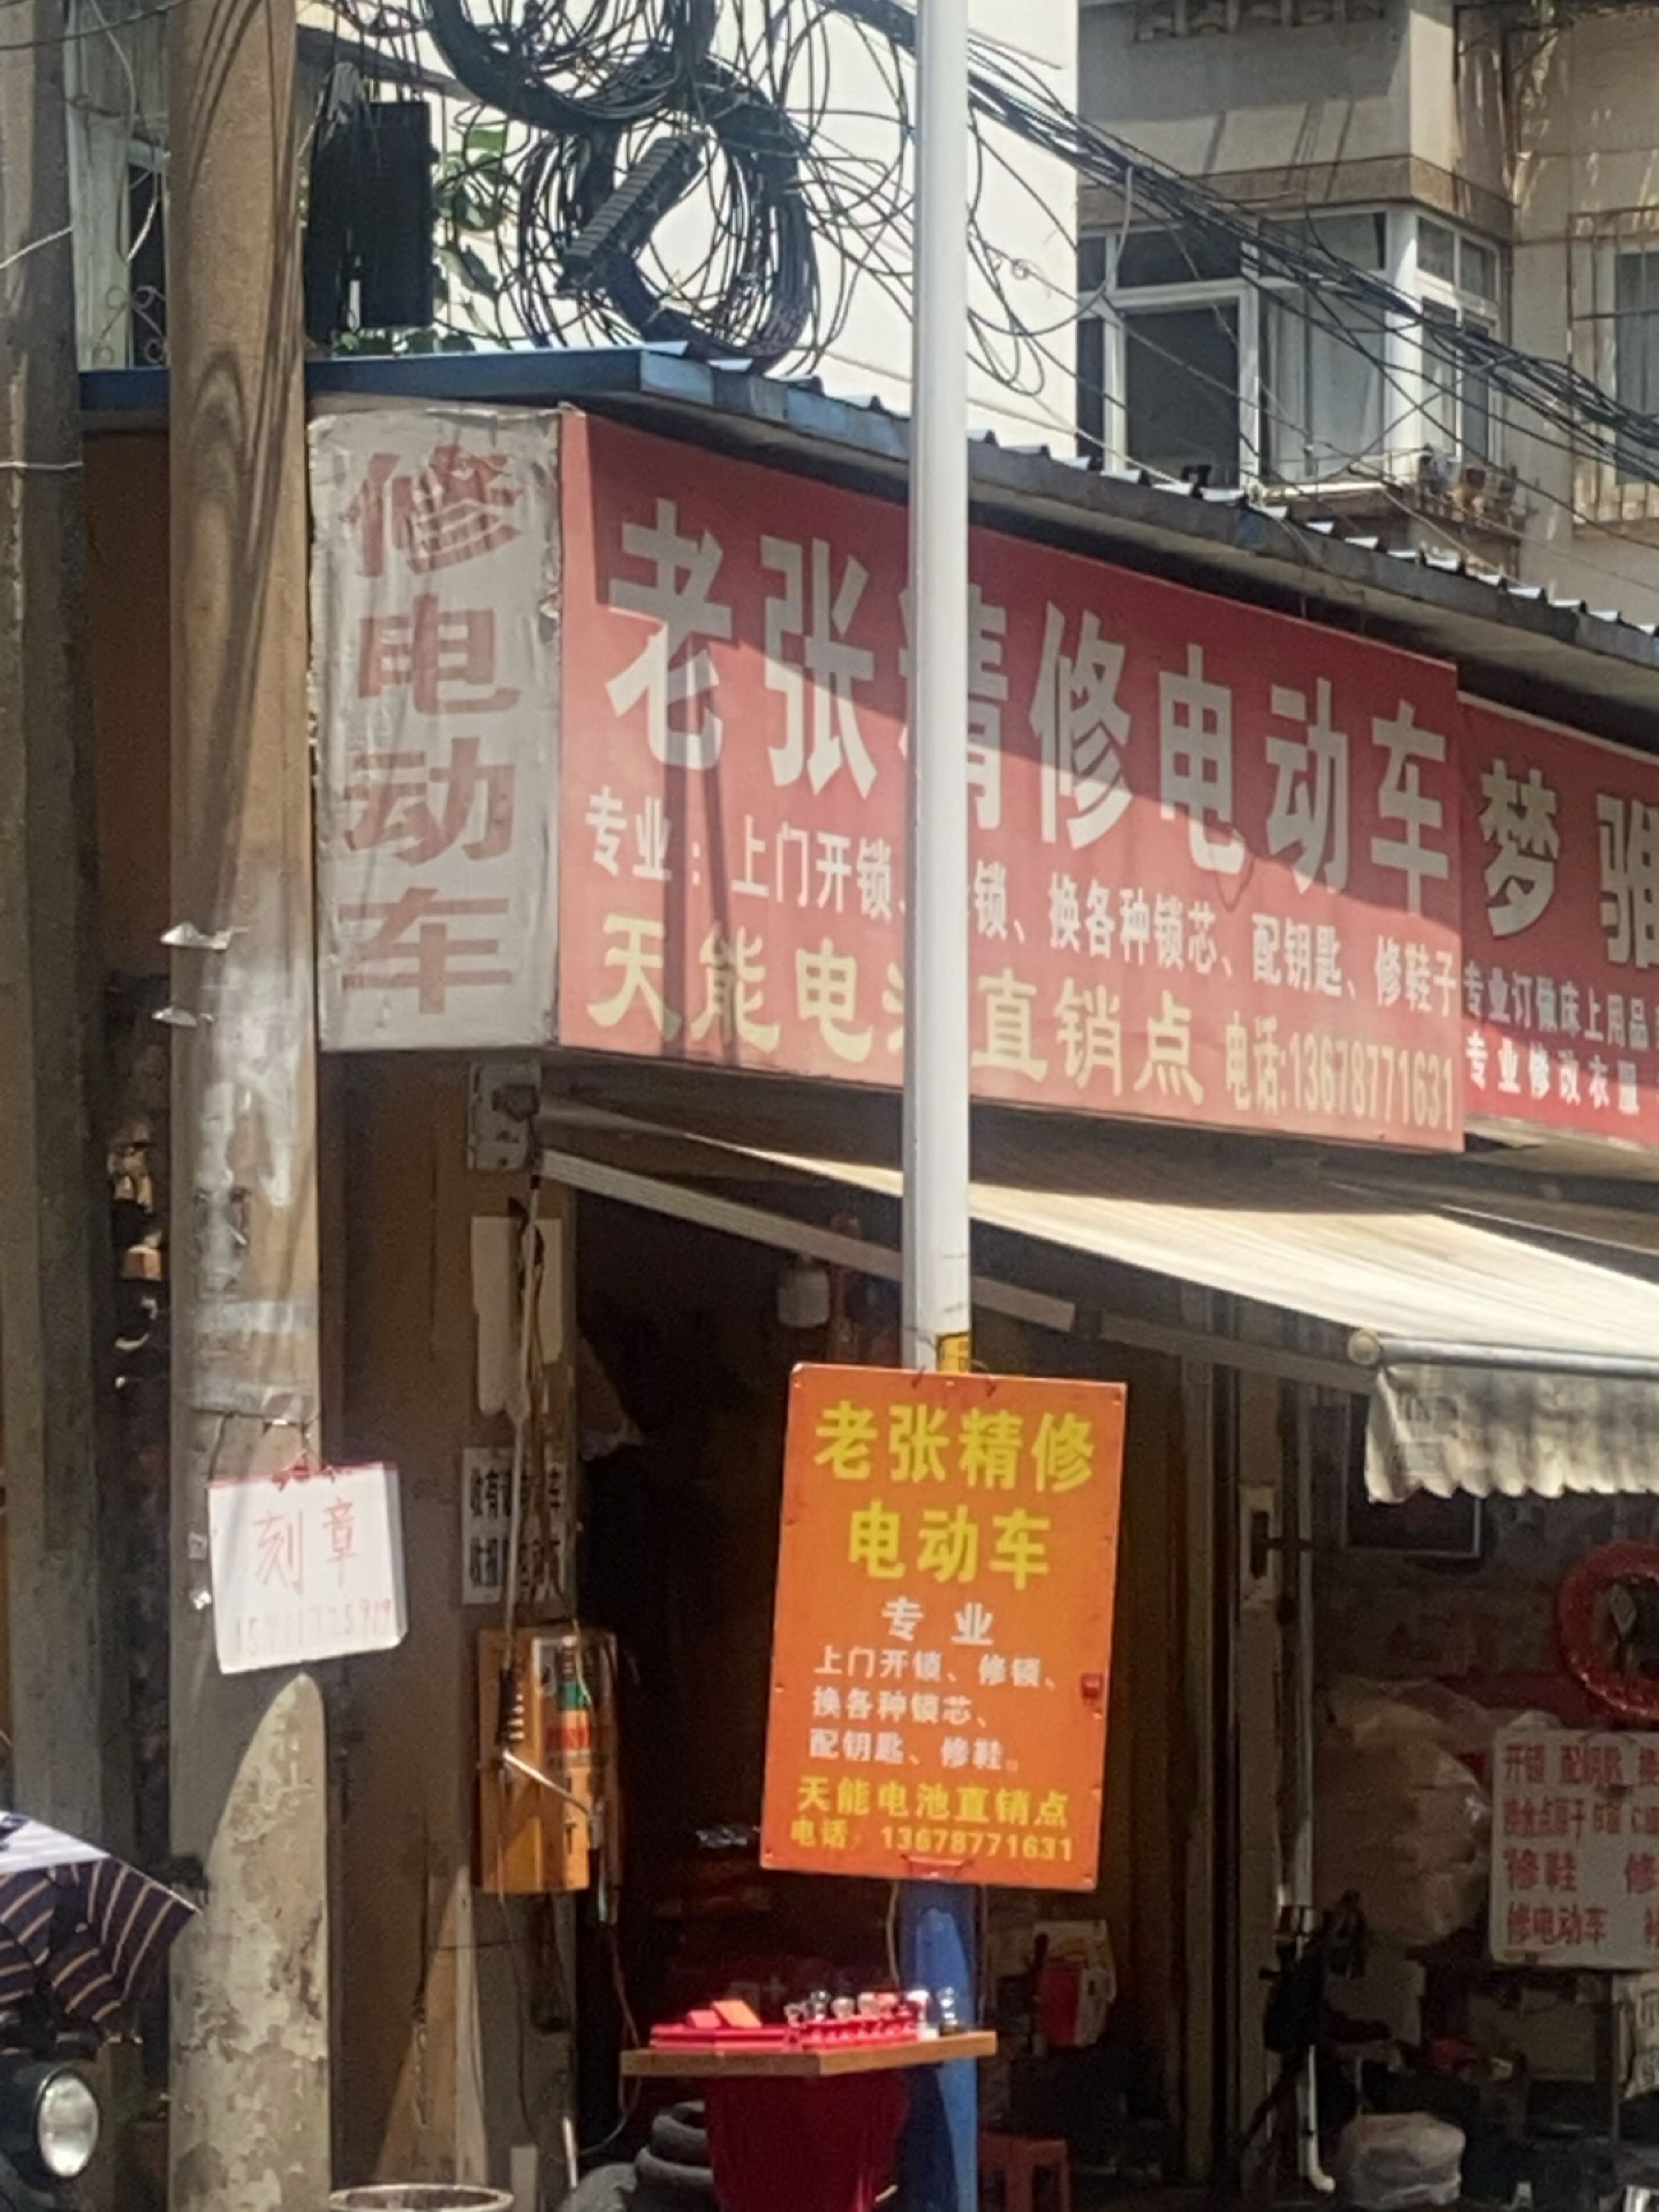 修电动车
老张精修电动车
专业：上门开锁、修锁、换各种锁芯、配钥匙、修鞋子
天能电池直销点 电话:13678771631
梦
专业订做床上用品
专业修改衣服
刻章
老张精修
电动车
专业
上门开锁、修锁、
换各种锁芯、
配钥匙、修鞋。
天能电池直销点
电话：13678771631
开锁 配钥匙
修鞋 修
修电动车